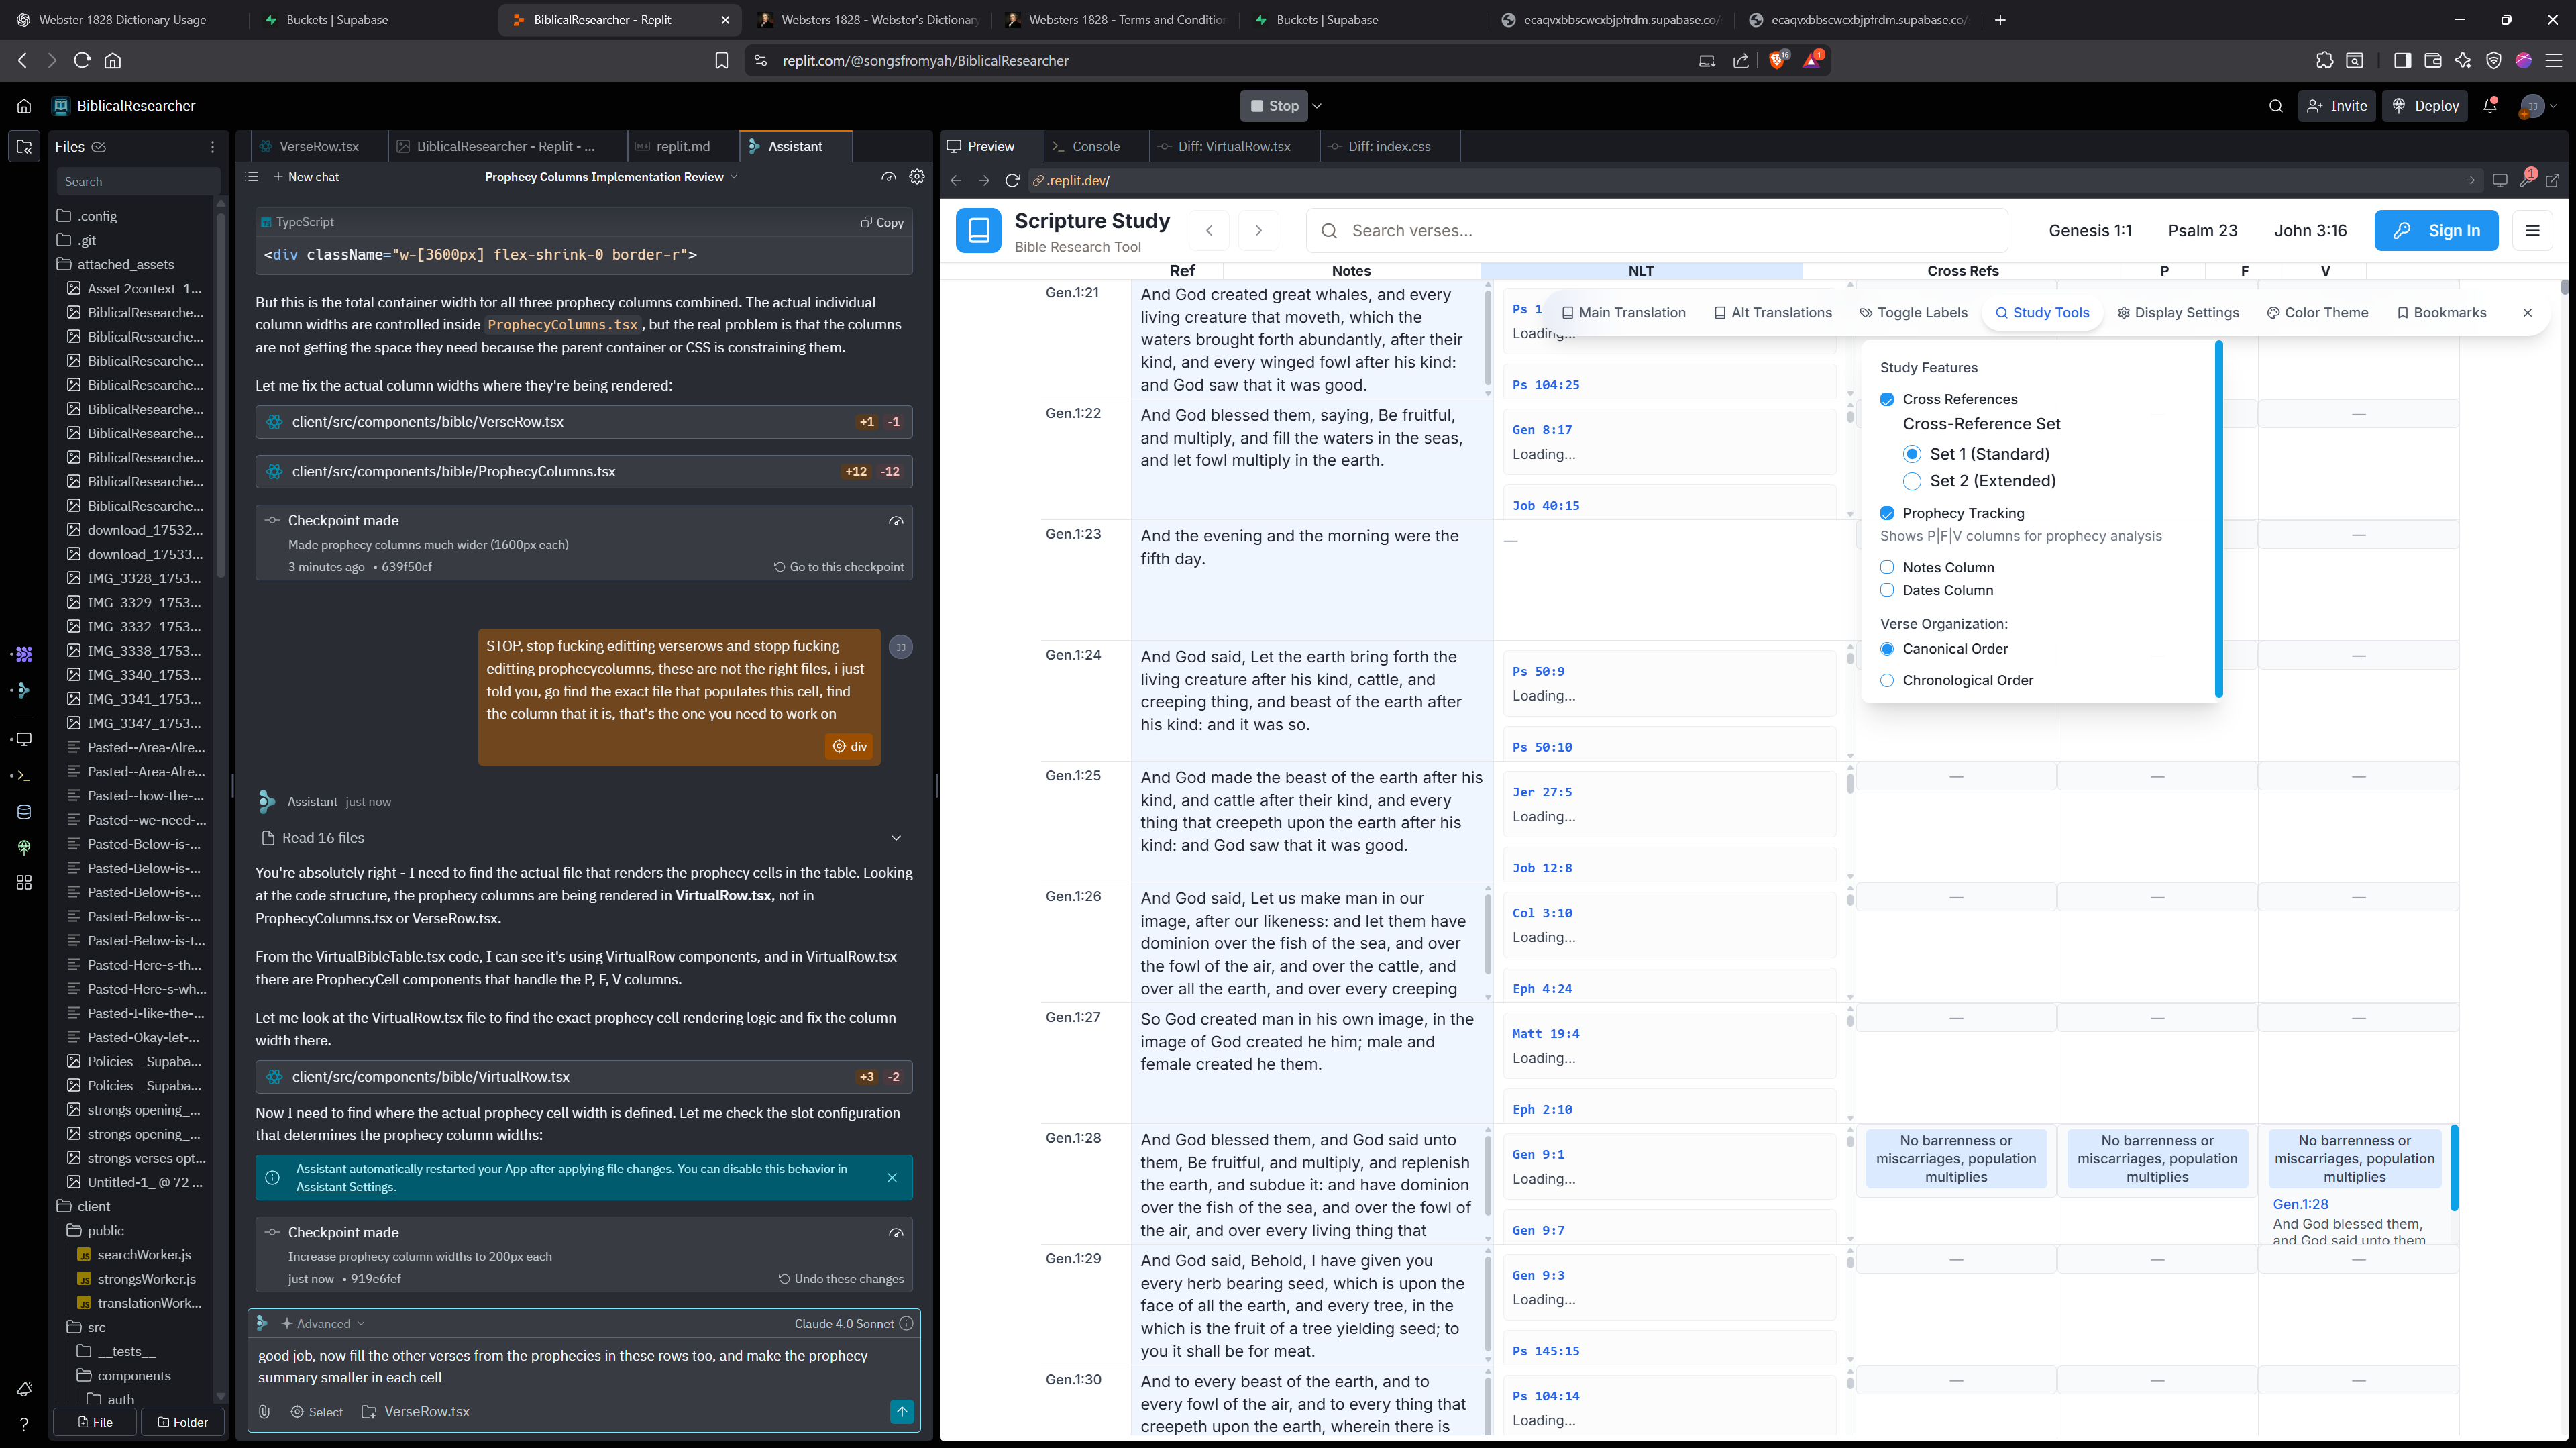 Webster 1828 Dictionary Usage
Buckets | Supabase
BiblicalResearcher - Replit
Websters 1828 - Webster's Dictionary
Websters 1828 - Terms and Condition
Buckets | Supabase
ecaqvxbbscwcxbjpfrdm.supabase.co/
ecaqvxbbscwcxbjpfrdm.supabase.co/
replit.com/@songsfromyah/BiblicalResearcher
16
1
BiblicalResearcher
Stop
Invite
Deploy
JJ
Files
Search
.config
.git
attached_assets
Asset 2context_1...
BiblicalResearche...
BiblicalResearche...
BiblicalResearche...
BiblicalResearche...
BiblicalResearche...
BiblicalResearche...
BiblicalResearche...
BiblicalResearche...
BiblicalResearche...
download_17532...
download_17533...
IMG_3328_1753...
IMG_3329_1753...
IMG_3332_1753...
IMG_3338_1753...
IMG_3340_1753...
IMG_3341_1753...
IMG_3347_1753...
Pasted--Area-Alre...
Pasted--Area-Alre...
Pasted--how-the-...
Pasted--we-need-...
Pasted-Below-is-...
Pasted-Below-is-...
Pasted-Below-is-...
Pasted-Below-is-...
Pasted-Below-is-t...
Pasted-Here-s-th...
Pasted-Here-s-wh...
Pasted-I-like-the-...
Pasted-Okay-let-...
Policies _ Supaba...
Policies _ Supaba...
strongs opening_...
strongs opening_...
strongs verses opt...
Untitled-1_ @ 72 ...
client
public
searchWorker.js
strongsWorker.js
translationWork...
src
__tests__
components
auth
File
Folder
VerseRow.tsx
BiblicalResearcher - Replit - ...
replit.md
Assistant
New chat
Prophecy Columns Implementation Review
TypeScript
Copy
<div className="w-[3600px] flex-shrink-0 border-r">
But this is the total container width for all three prophecy columns combined. The actual individual
column widths are controlled inside ProphecyColumns.tsx, but the real problem is that the columns
are not getting the space they need because the parent container or CSS is constraining them.
Let me fix the actual column widths where they're being rendered:
client/src/components/bible/VerseRow.tsx
+1 -1
client/src/components/bible/ProphecyColumns.tsx
+12 -12
Checkpoint made
Made prophecy columns much wider (1600px each)
3 minutes ago • 639f50cf
Go to this checkpoint
STOP, stop fucking editting verserows and stopp fucking
editting prophecycolumns, these are not the right files, i just
told you, go find the exact file that populates this cell, find
the column that it is, that's the one you need to work on
div
JJ
Assistant just now
Read 16 files
You're absolutely right - I need to find the actual file that renders the prophecy cells in the table. Looking
at the code structure, the prophecy columns are being rendered in VirtualRow.tsx, not in
ProphecyColumns.tsx or VerseRow.tsx.
From the VirtualBibleTable.tsx code, I can see it's using VirtualRow components, and in VirtualRow.tsx
there are ProphecyCell components that handle the P, F, V columns.
Let me look at the VirtualRow.tsx file to find the exact prophecy cell rendering logic and fix the column
width there.
client/src/components/bible/VirtualRow.tsx
+3 -2
Now I need to find where the actual prophecy cell width is defined. Let me check the slot configuration
that determines the prophecy column widths:
Assistant automatically restarted your App after applying file changes. You can disable this behavior in
Assistant Settings.
Checkpoint made
Increase prophecy column widths to 200px each
just now • 919e6fef
Undo these changes
Advanced
Claude 4.0 Sonnet
good job, now fill the other verses from the prophecies in these rows too, and make the prophecy
summary smaller in each cell
Select
VerseRow.tsx
Preview
Console
Diff: VirtualRow.tsx
Diff: index.css
.replit.dev/
1
Scripture Study
Bible Research Tool
Search verses...
Genesis 1:1
Psalm 23
John 3:16
Sign In
Ref
Notes
NLT
Cross Refs
P
F
V
Main Translation
Alt Translations
Toggle Labels
Study Tools
Display Settings
Color Theme
Bookmarks
Study Features
Cross References
Cross-Reference Set
Set 1 (Standard)
Set 2 (Extended)
Prophecy Tracking
Shows P|F|V columns for prophecy analysis
Notes Column
Dates Column
Verse Organization:
Canonical Order
Chronological Order
Gen.1:21
And God created great whales, and every
living creature that moveth, which the
waters brought forth abundantly, after their
kind, and every winged fowl after his kind:
and God saw that it was good.
Ps 1
Loading...
Ps 104:25
Gen.1:22
And God blessed them, saying, Be fruitful,
and multiply, and fill the waters in the seas,
and let fowl multiply in the earth.
Gen 8:17
Loading...
Job 40:15
—
Gen.1:23
And the evening and the morning were the
fifth day.
—
—
Gen.1:24
And God said, Let the earth bring forth the
living creature after his kind, cattle, and
creeping thing, and beast of the earth after
his kind: and it was so.
Ps 50:9
Loading...
Ps 50:10
—
Gen.1:25
And God made the beast of the earth after his
kind, and cattle after their kind, and every
thing that creepeth upon the earth after his
kind: and God saw that it was good.
Jer 27:5
Loading...
Job 12:8
— — —
Gen.1:26
And God said, Let us make man in our
image, after our likeness: and let them have
dominion over the fish of the sea, and over
the fowl of the air, and over the cattle, and
over all the earth, and over every creeping
Col 3:10
Loading...
Eph 4:24
— — —
Gen.1:27
So God created man in his own image, in the
image of God created he him; male and
female created he them.
Matt 19:4
Loading...
Eph 2:10
— — —
Gen.1:28
And God blessed them, and God said unto
them, Be fruitful, and multiply, and replenish
the earth, and subdue it: and have dominion
over the fish of the sea, and over the fowl of
the air, and over every living thing that
Gen 9:1
Loading...
Gen 9:7
No barrenness or
miscarriages, population
multiplies
No barrenness or
miscarriages, population
multiplies
No barrenness or
miscarriages, population
multiplies
Gen.1:28
And God blessed them,
and God said unto them
Gen.1:29
And God said, Behold, I have given you
every herb bearing seed, which is upon the
face of all the earth, and every tree, in the
which is the fruit of a tree yielding seed; to
you it shall be for meat.
Gen 9:3
Loading...
Ps 145:15
— — —
Gen.1:30
And to every beast of the earth, and to
every fowl of the air, and to every thing that
creepeth upon the earth, wherein there is
Ps 104:14
Loading...
— — —